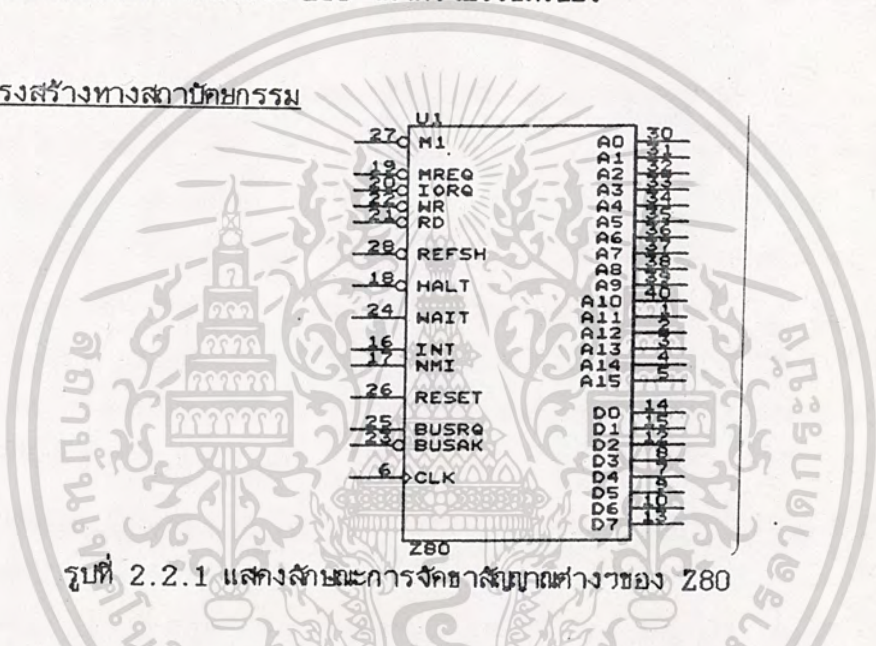 รงสร้างทางสถาปัตยกรรม
U1
27 M1
19 MREQ
20 IORQ
22 WR
21 RD
28 REFSH
18 HALT
24 WAIT
16 INT
17 NMI
26 RESET
25 BUSRQ
23 BUSAK
6 CLK
A0 30
A1 31
A2 32
A3 33
A4 34
A5 35
A6 36
A7 37
A8 38
A9 39
A10 40
A11 1
A12 2
A13 3
A14 4
A15 5
D0 14
D1 15
D2 12
D3 8
D4 7
D5 9
D6 10
D7 13
Z80
รูปที่ 2.2.1 แสดงลักษณะการจัดขาสัญญาณต่างๆของ Z80